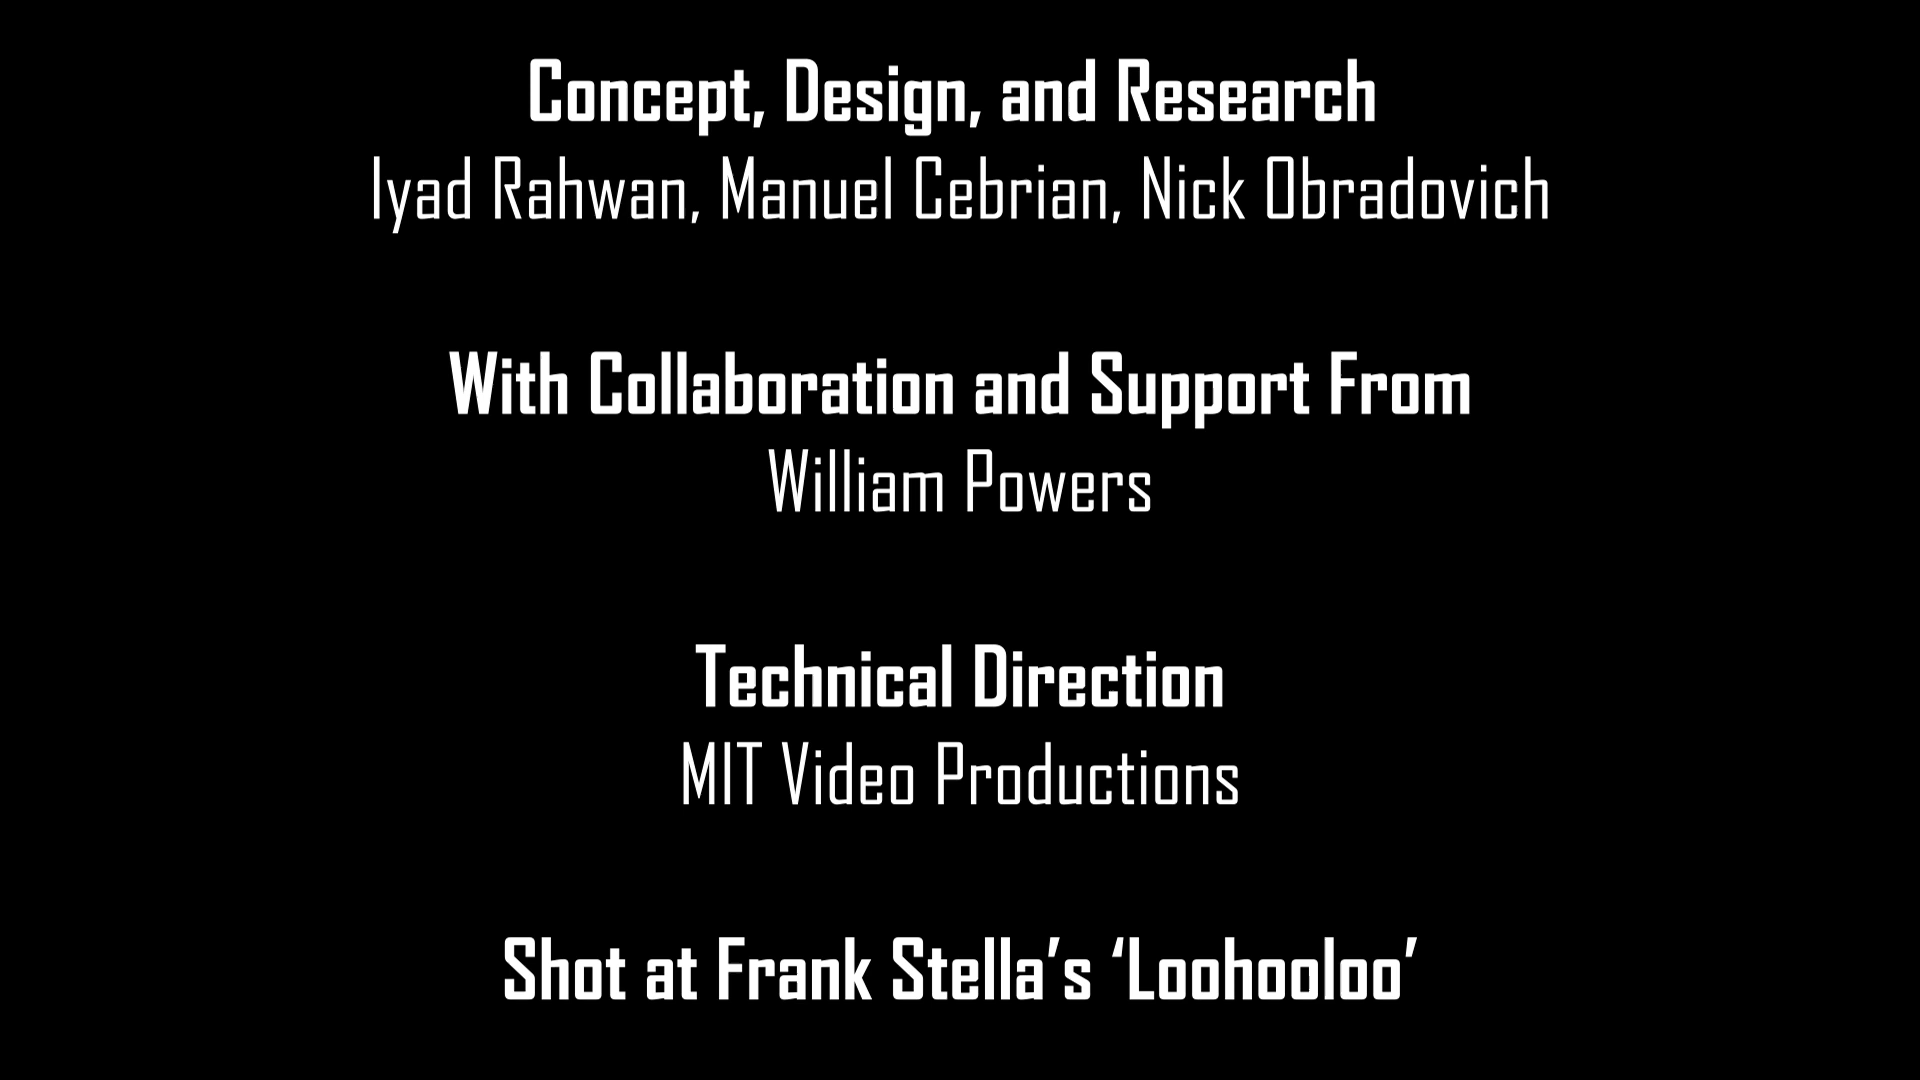 Concept, Design, and Research
Iyad Rahwan, Manuel Cebrian, Nick Obradovich
With Collaboration and Support From
William Powers
Technical Direction
MIT Video Productions
Shot at Frank Stella’s ‘Loohooloo’